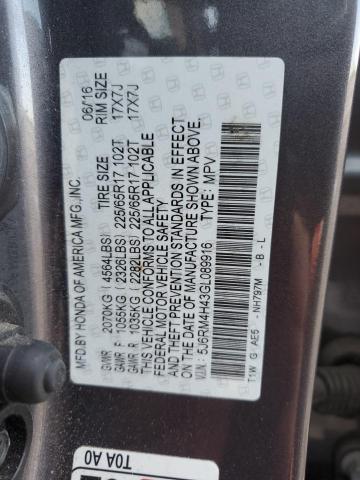 MFD.BY HONDA OF AMERICA MFG.,INC. 06/16
TIRE SIZE RIM SIZE
GVWR 2070KG (4564LBS)
GAWR F 1055KG (2326LBS) 225/65R17 102T 17X7J
GAWR R 1035KG (2282LBS) 225/65R17 102T 17X7J
THIS VEHICLE CONFORMS TO ALL APPLICABLE
FEDERAL MOTOR VEHICLE SAFETY, BUMPER,
AND THEFT PREVENTION STANDARDS IN EFFECT
ON THE DATE OF MANUFACTURE SHOWN ABOVE.
V.I.N.: 5J6RM4H43GL089916 TYPE: MPV
T1W G AE5 - NH797M - B - L
T0A A0